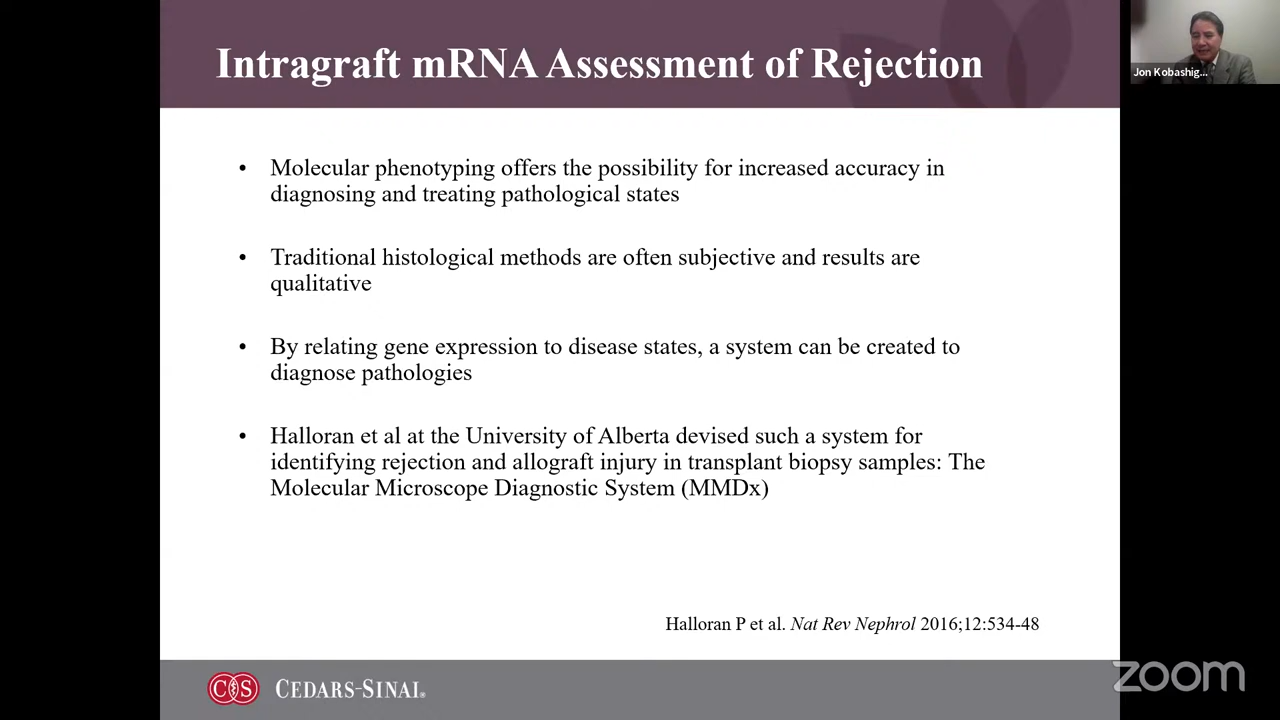 Intragraft mRNA Assessment of Rejection
Jon Kobashig...
• Molecular phenotyping offers the possibility for increased accuracy in
diagnosing and treating pathological states
• Traditional histological methods are often subjective and results are
qualitative
• By relating gene expression to disease states, a system can be created to
diagnose pathologies
• Halloran et al at the University of Alberta devised such a system for
identifying rejection and allograft injury in transplant biopsy samples: The
Molecular Microscope Diagnostic System (MMDx)
Halloran P et al. Nat Rev Nephrol 2016;12:534-48
CS CEDARS-SINAI®
zoom